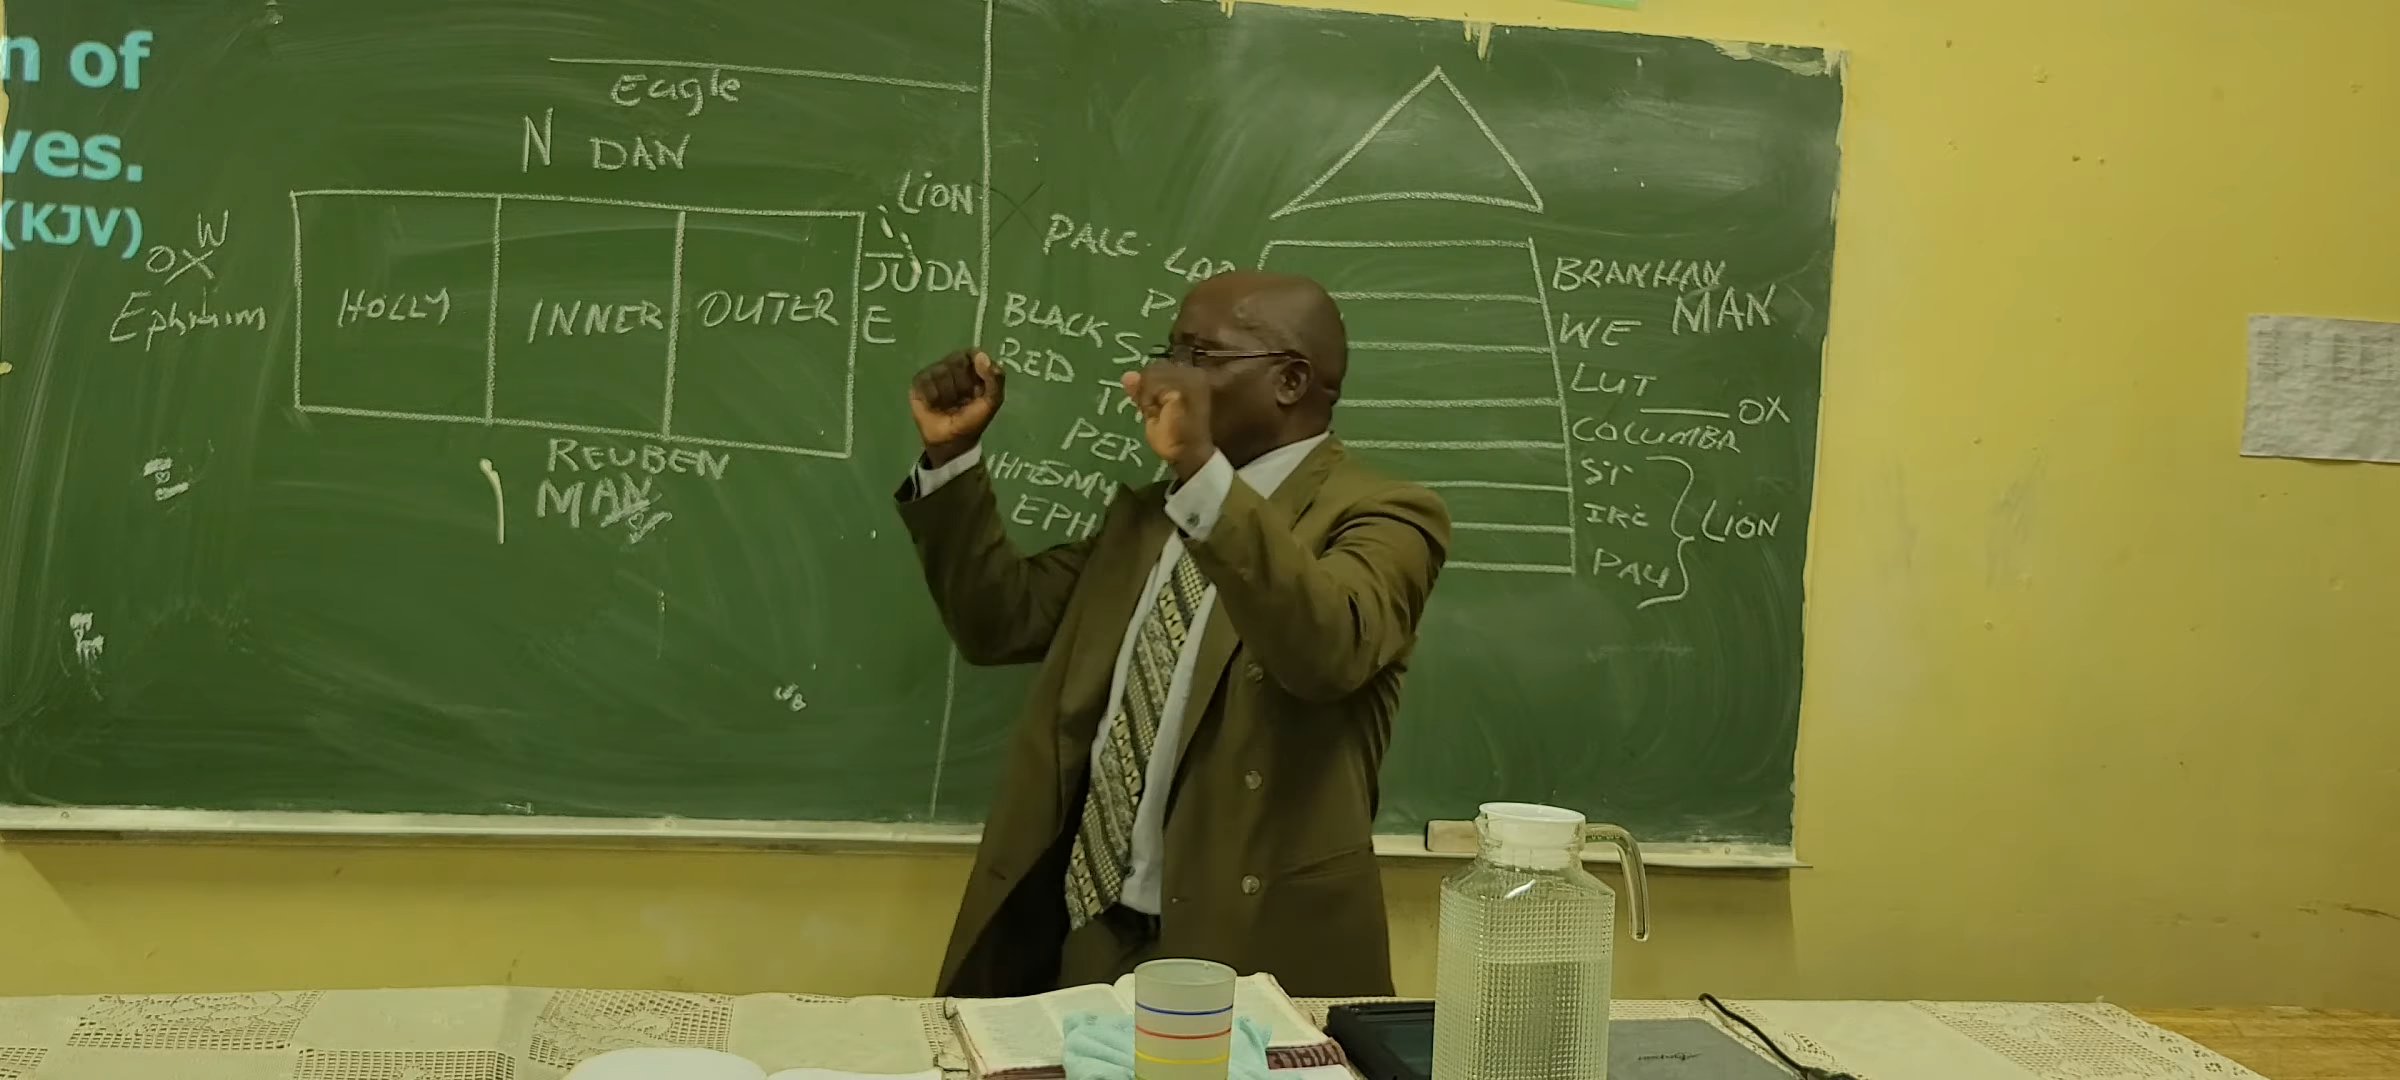 n of
ves.
(KJV)
Eagle
N DAN
LION
W
OX
Ephrium
HOLLY
INNER
OUTER
JUDA
E
REUBEN
MAN
PALE
BLACK
RED
PER
EPH
BRANHAN
MAN
WE
LUT
OX
COLUMBA
ST
IRE
LION
PAU